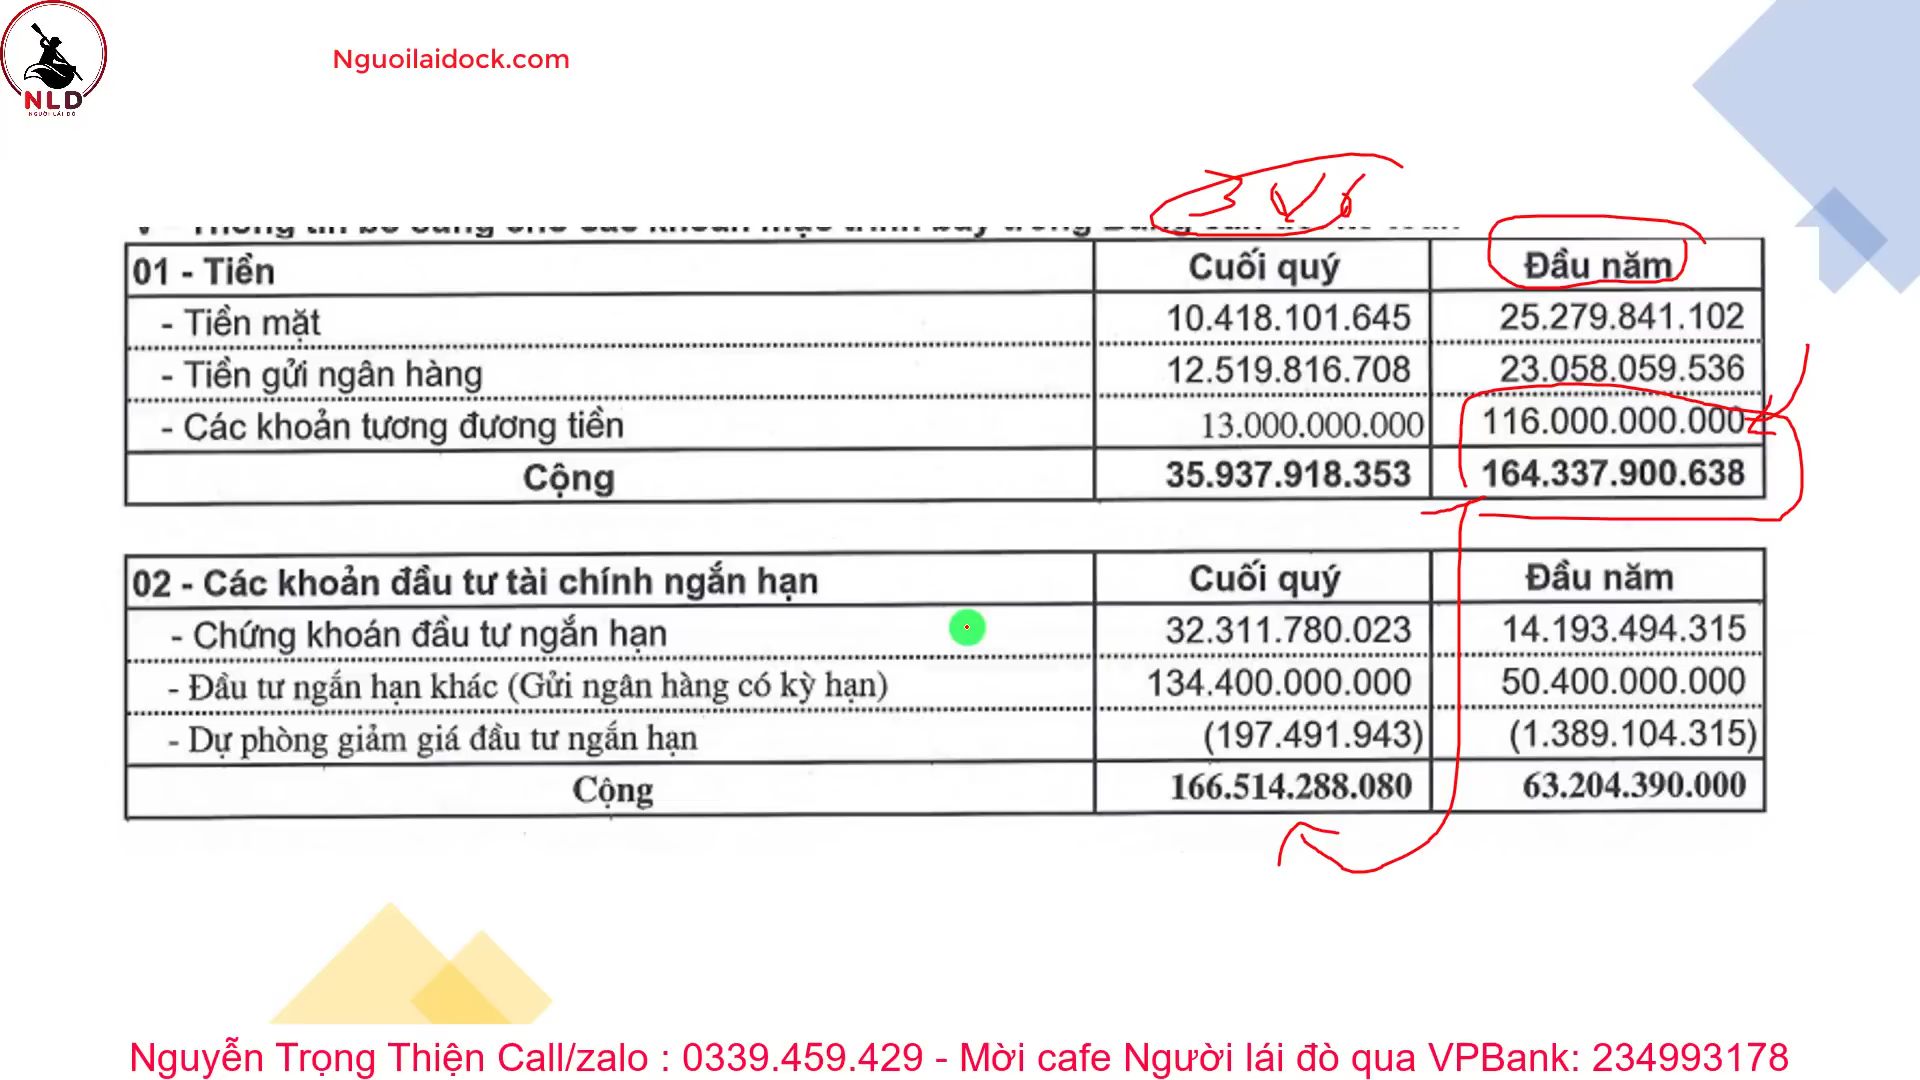 Nguoilaidock.com
NLD
NGƯỜI LÁI ĐÒ
01 - Tiền Cuối quý Đầu năm
- Tiền mặt 10.418.101.645 25.279.841.102
- Tiền gửi ngân hàng 12.519.816.708 23.058.059.536
- Các khoản tương đương tiền 13.000.000.000 116.000.000.000
Cộng 35.937.918.353 164.337.900.638
02 - Các khoản đầu tư tài chính ngắn hạn Cuối quý Đầu năm
- Chứng khoán đầu tư ngắn hạn 32.311.780.023 14.193.494.315
- Đầu tư ngắn hạn khác (Gửi ngân hàng có kỳ hạn) 134.400.000.000 50.400.000.000
- Dự phòng giảm giá đầu tư ngắn hạn (197.491.943) (1.389.104.315)
Cộng 166.514.288.080 63.204.390.000
Nguyễn Trọng Thiện Call/zalo : 0339.459.429 - Mời cafe Người lái đò qua VPBank: 234993178